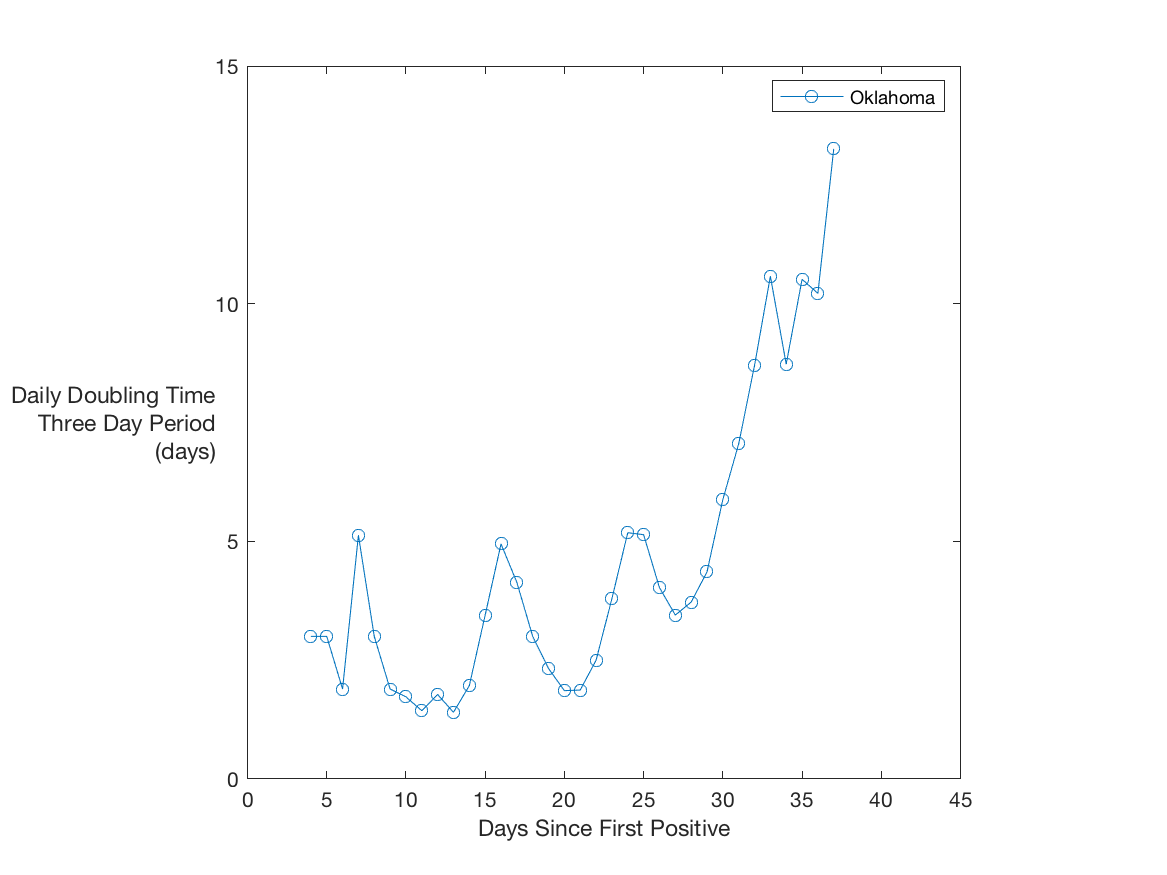 15
Oklahoma
10
Daily Doubling Time
Three Day Period
(days)
5
0
0 5 10 15 20 25 30 35 40 45
Days Since First Positive